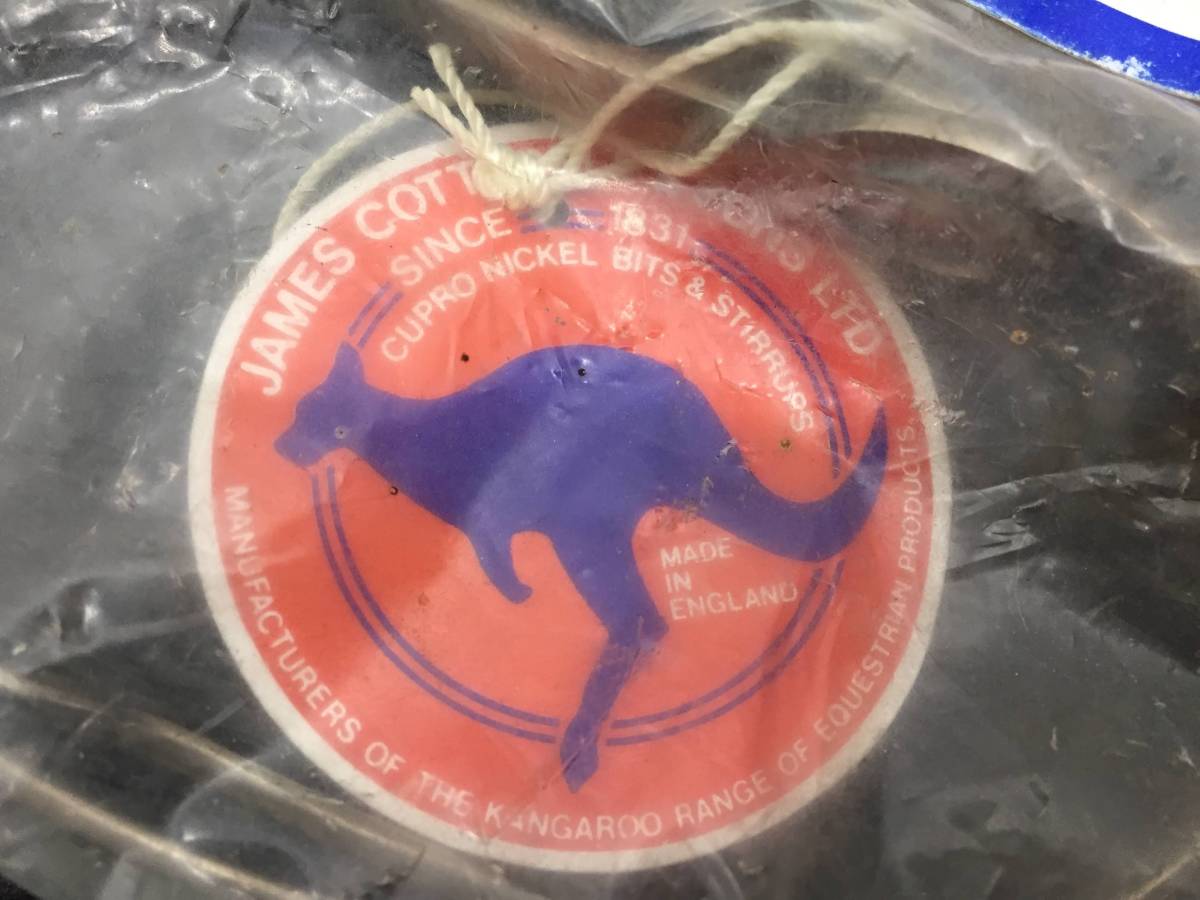 JAMES COTT LTD
SINCE 1831
CUPRO NICKEL BITS & STIRRUPS
MADE
IN
ENGLAND
MANUFACTURERS OF THE KANGAROO RANGE OF EQUESTRIAN PRODUCTS